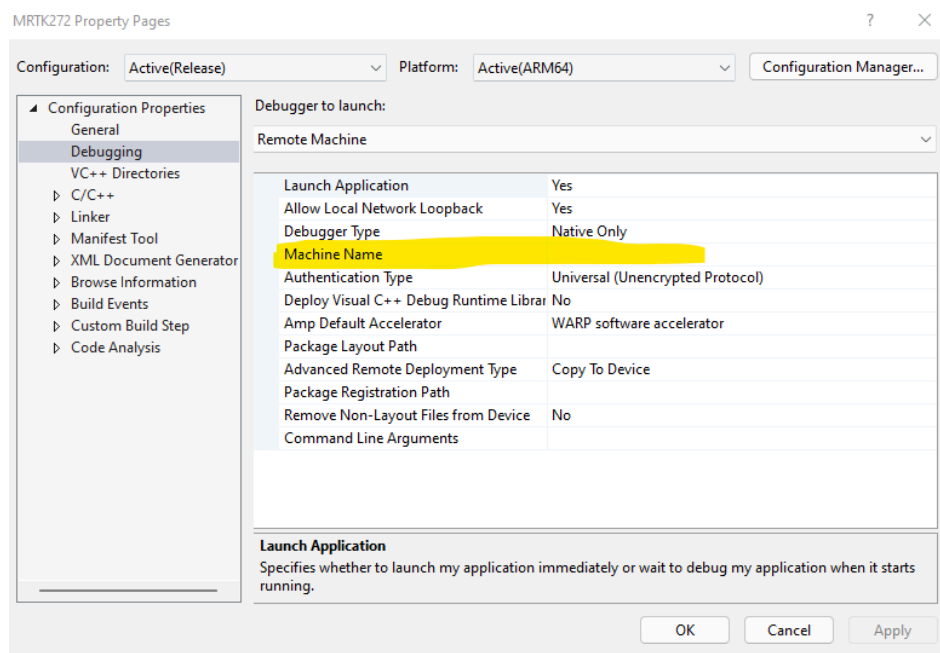 MRTK272 Property Pages
Configuration: Active(Release) Platform: Active(ARM64) Configuration Manager...
Configuration Properties
General
Debugging
VC++ Directories
C/C++
Linker
Manifest Tool
XML Document Generator
Browse Information
Build Events
Custom Build Step
Code Analysis
Debugger to launch:
Remote Machine
Launch Application Yes
Allow Local Network Loopback Yes
Debugger Type Native Only
Machine Name
Authentication Type Universal (Unencrypted Protocol)
Deploy Visual C++ Debug Runtime Librar No
Amp Default Accelerator WARP software accelerator
Package Layout Path
Advanced Remote Deployment Type Copy To Device
Package Registration Path
Remove Non-Layout Files from Device No
Command Line Arguments
Launch Application
Specifies whether to launch my application immediately or wait to debug my application when it starts
running.
OK Cancel Apply